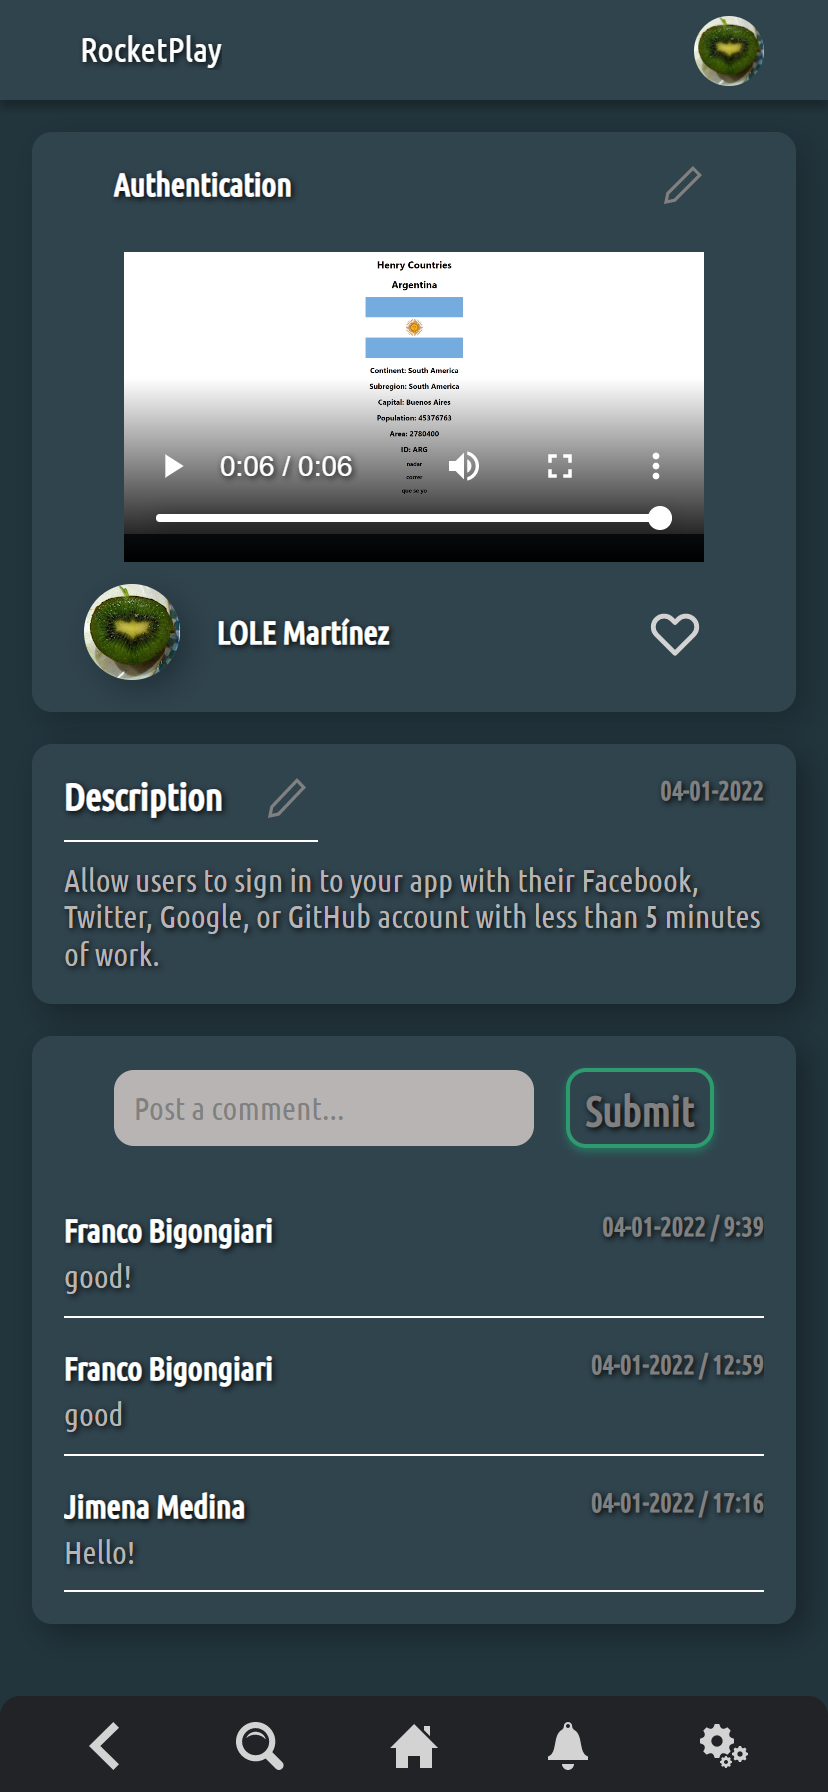 RocketPlay
Authentication
Henry Countries
Argentina
Continent: South America
Subregion: South America
Capital: Buenos Aires
Population: 45376763
Area: 2780400
ID: ARG
nadar
correr
que se yo
0:06 / 0:06
LOLE Martínez
Description
04-01-2022
Allow users to sign in to your app with their Facebook,
Twitter, Google, or GitHub account with less than 5 minutes
of work.
Post a comment...
Submit
Franco Bigongiari
04-01-2022 / 9:39
good!
Franco Bigongiari
04-01-2022 / 12:59
good
Jimena Medina
04-01-2022 / 17:16
Hello!